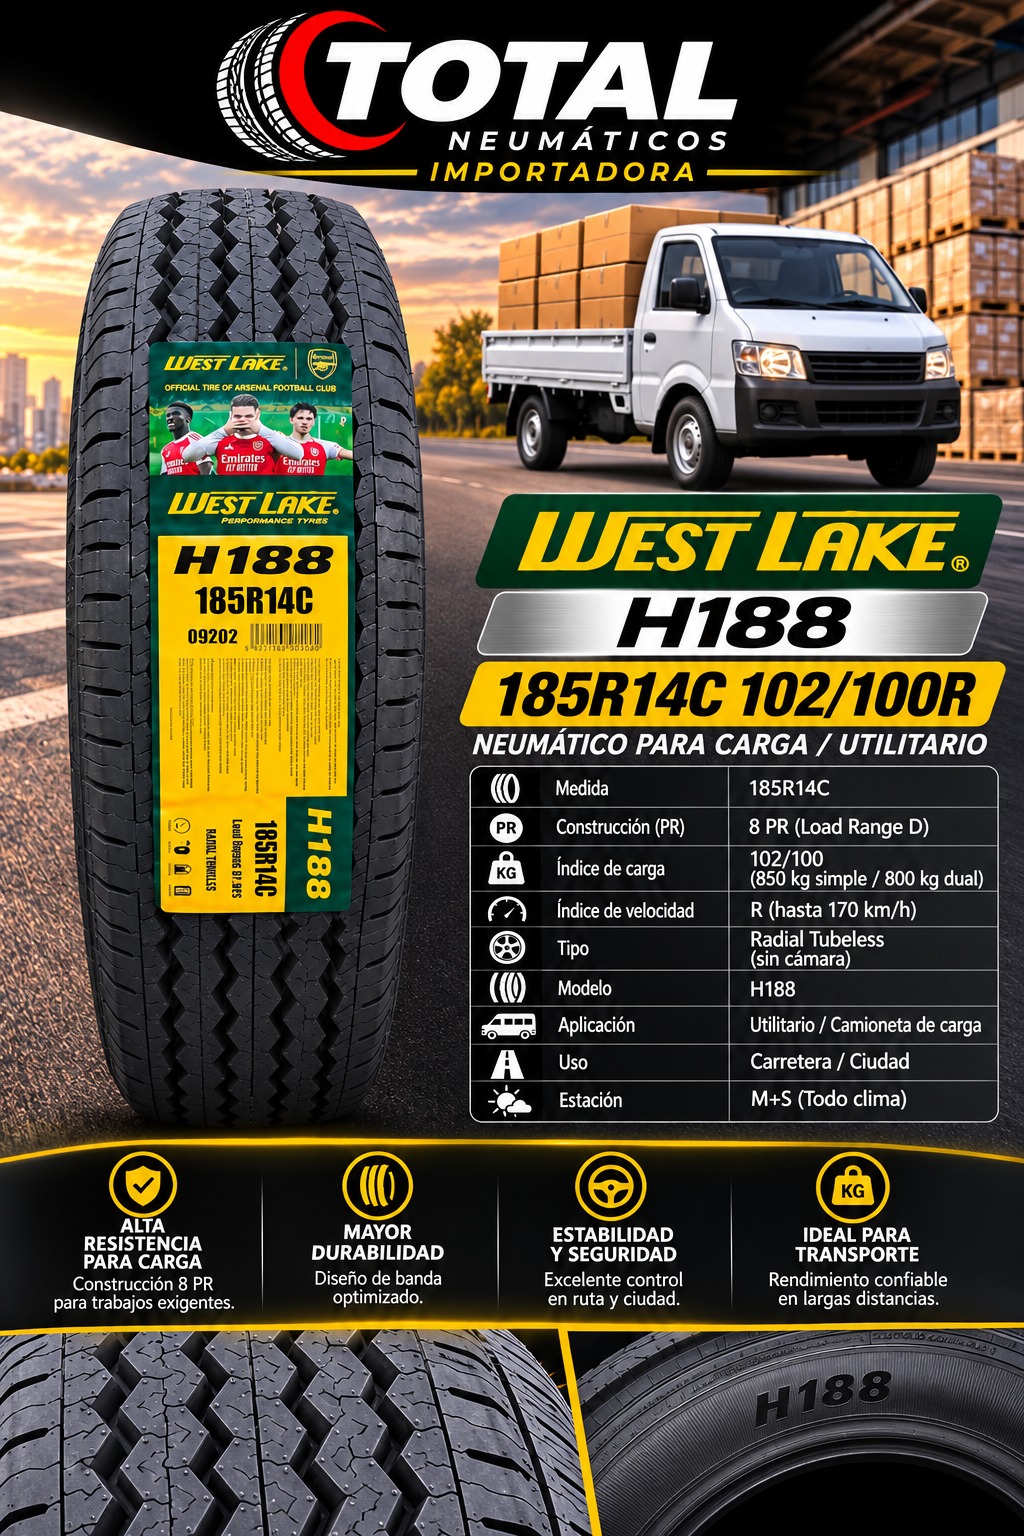 TOTAL
NEUMÁTICOS
IMPORTADORA
WEST LAKE®
Arsenal
OFFICIAL TIRE OF ARSENAL FOOTBALL CLUB
Emirates
FLY BETTER
Emirates
WEST LAKE®
PERFORMANCE TYRES
H188
185R14C
09202
185R14C
H188
WEST LAKE®
H188
185R14C 102/100R
NEUMÁTICO PARA CARGA / UTILITARIO
Medida 185R14C
PR Construcción (PR) 8 PR (Load Range D)
KG Índice de carga 102/100
(850 kg simple / 800 kg dual)
Índice de velocidad R (hasta 170 km/h)
Tipo Radial Tubeless
(sin cámara)
Modelo H188
Aplicación Utilitario / Camioneta de carga
Uso Carretera / Ciudad
Estación M+S (Todo clima)
ALTA
RESISTENCIA
PARA CARGA
Construcción 8 PR
para trabajos exigentes.
MAYOR
DURABILIDAD
Diseño de banda
optimizado.
ESTABILIDAD
Y SEGURIDAD
Excelente control
en ruta y ciudad.
KG
IDEAL PARA
TRANSPORTE
Rendimiento confiable
en largas distancias.
H188